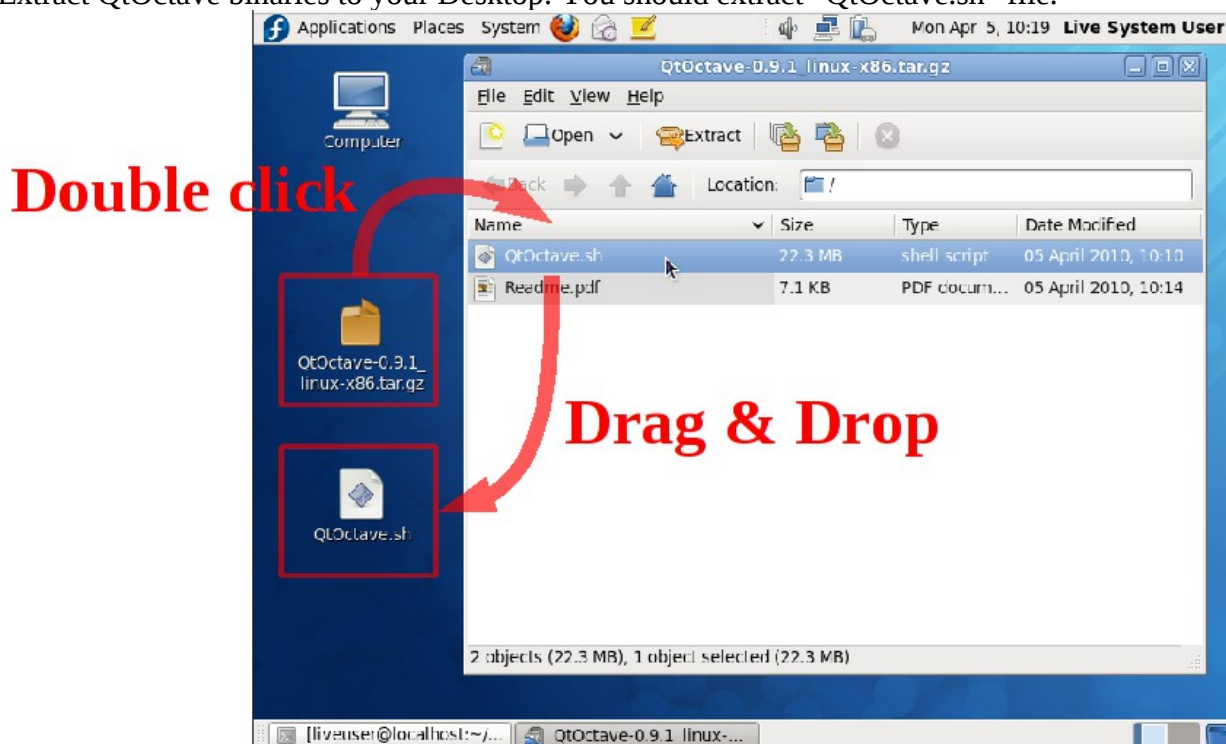 Extract QtOctave binaries to your Desktop. You should extract "QtOctave.sh" file.
Applications Places System Mon Apr 5, 10:19 Live System User
QtOctave-0.9.1_linux-x86.tar.gz
File Edit View Help
Computer
Open Extract
Double click
Back Location: /
Name Size Type Date Modified
QtOctave.sh 22.3 MB shell script 05 April 2010, 10:10
Readme.pdf 7.1 KB PDF docum... 05 April 2010, 10:14
QtOctave-0.9.1_
linux-x86.tar.gz
Drag & Drop
QtOctave.sh
2 objects (22.3 MB), 1 object selected (22.3 MB)
[liveuser@localhost:~/... QtOctave-0.9.1_linux-...